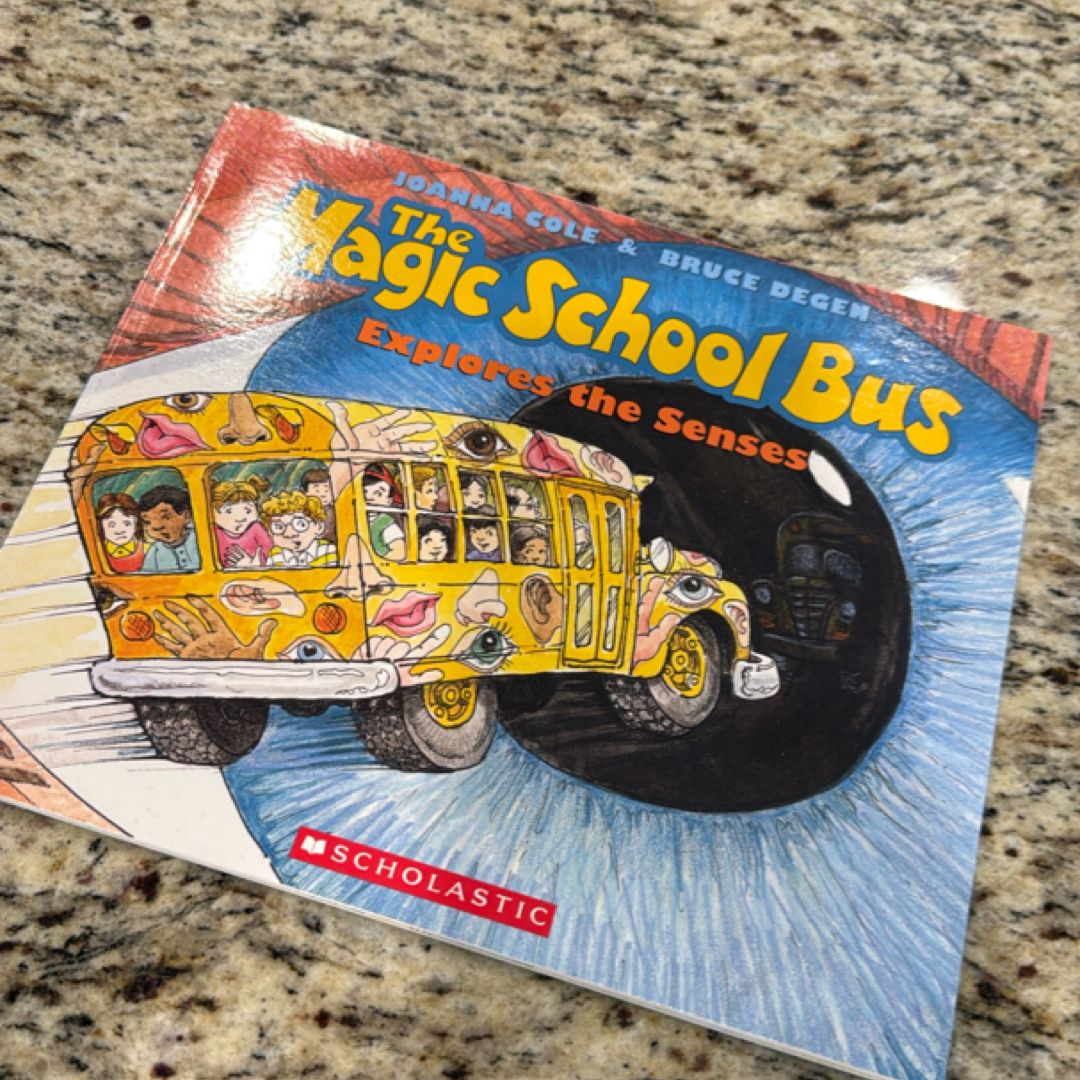 JOANNA COLE & BRUCE DEGEN
The
Magic School Bus
Explores the Senses
SCHOLASTIC